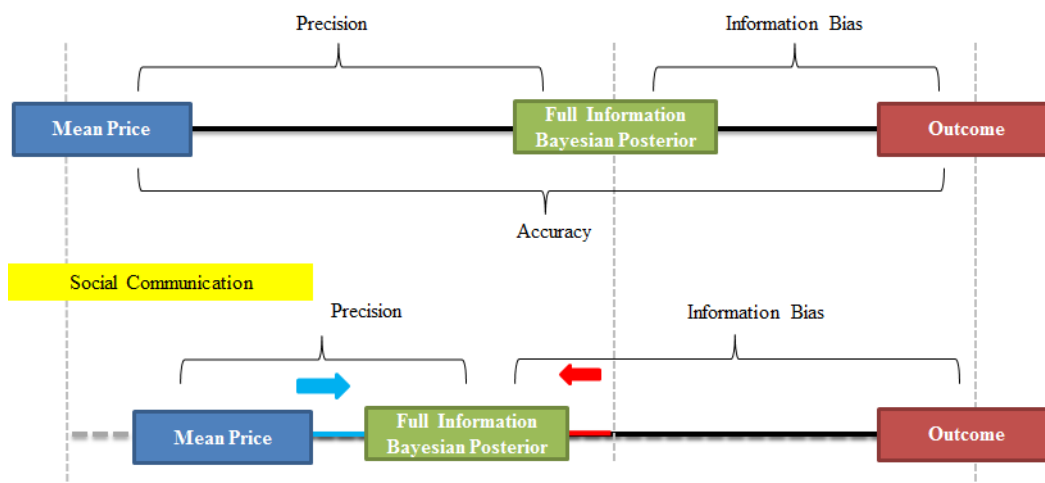 Precision
Information Bias
Mean Price
Full Information
Bayesian Posterior
Outcome
Accuracy
Social Communication
Precision
Information Bias
Mean Price
Full Information
Bayesian Posterior
Outcome